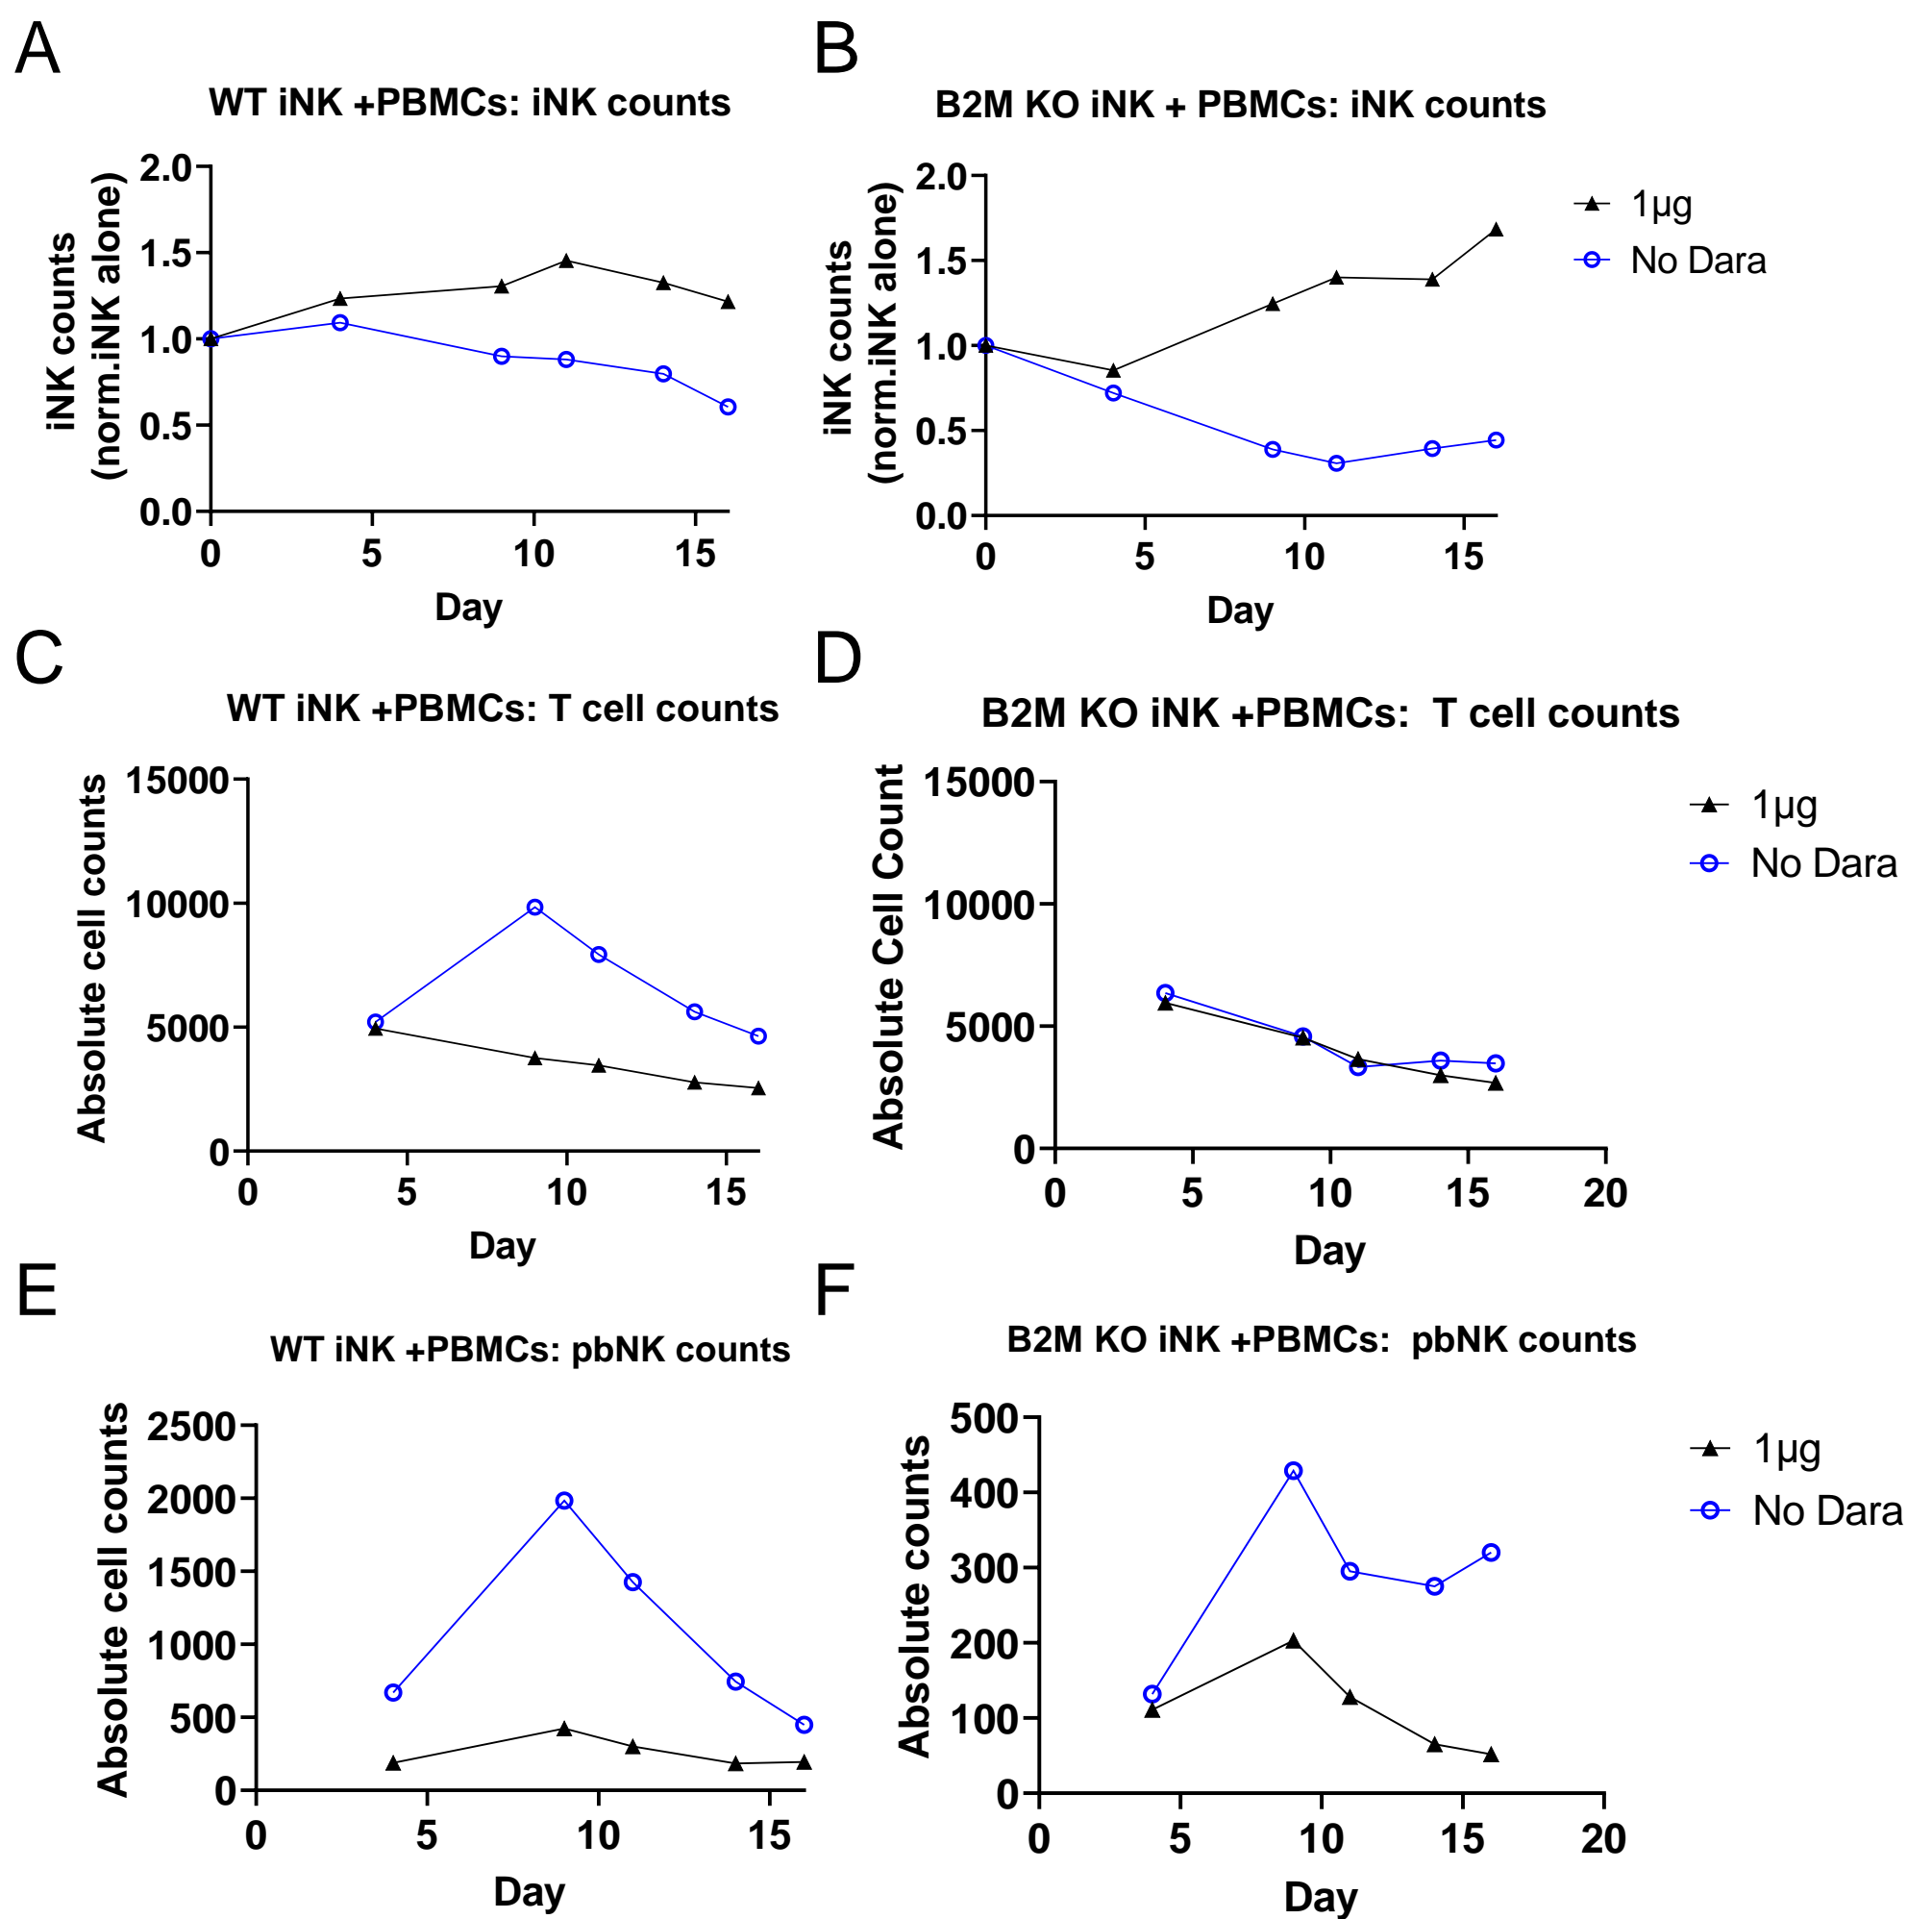 A
WT iNK +PBMCs: iNK counts
iNK counts
(norm.iNK alone)
2.0
1.5
1.0
0.5
0.0
0 5 10 15
Day
B
B2M KO iNK + PBMCs: iNK counts
iNK counts
(norm.iNK alone)
2.0
1.5
1.0
0.5
0.0
0 5 10 15
Day
1µg
No Dara
C
WT iNK +PBMCs: T cell counts
Absolute cell counts
15000
10000
5000
0
0 5 10 15
Day
D
B2M KO iNK +PBMCs: T cell counts
Absolute Cell Count
15000
10000
5000
0
0 5 10 15 20
Day
1µg
No Dara
E
WT iNK +PBMCs: pbNK counts
Absolute cell counts
2500
2000
1500
1000
500
0
0 5 10 15
Day
F
B2M KO iNK +PBMCs: pbNK counts
Absolute counts
500
400
300
200
100
0
0 5 10 15 20
Day
1µg
No Dara